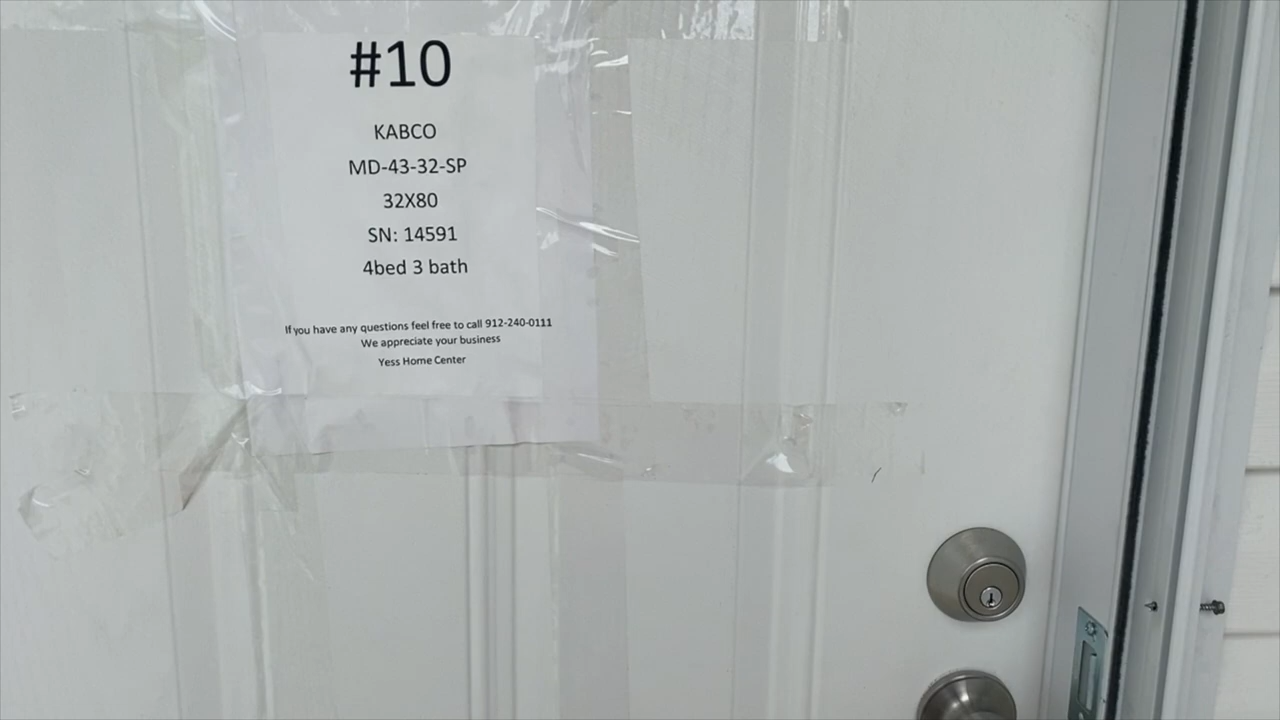 #10
KABCO
MD-43-32-SP
32X80
SN: 14591
4bed 3 bath
If you have any questions feel free to call 912-240-0111
We appreciate your business
Yess Home Center